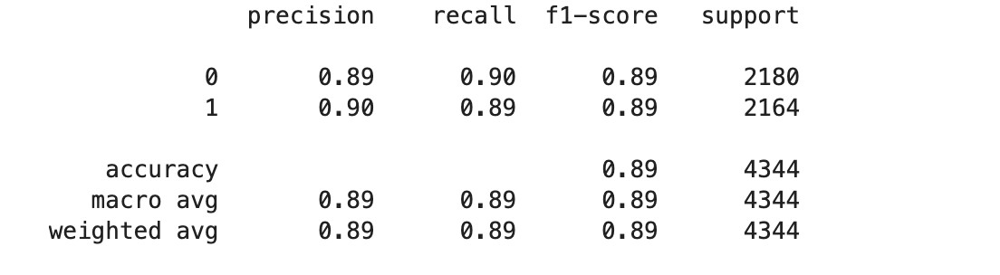 precision recall f1-score support
0 0.89 0.90 0.89 2180
1 0.90 0.89 0.89 2164
accuracy 0.89 4344
macro avg 0.89 0.89 0.89 4344
weighted avg 0.89 0.89 0.89 4344